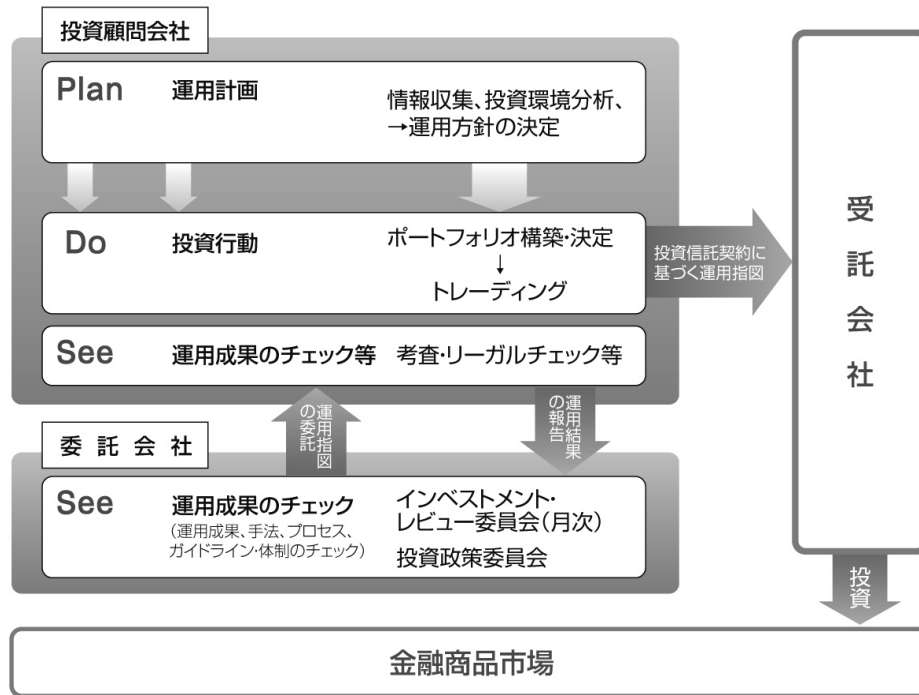 投資顧問会社
Plan 運用計画
情報収集、投資環境分析、
→運用方針の決定
Do 投資行動
ポートフォリオ構築・決定
↓
トレーディング
投資信託契約に
基づく運用指図
See 運用成果のチェック等 考査・リーガルチェック等
運用指図
の委託
運用結果
の報告
委託会社
See 運用成果のチェック
(運用成果、手法、プロセス、
ガイドライン・体制のチェック)
インベストメント・
レビュー委員会(月次)
投資政策委員会
受託会社
投資
金融商品市場